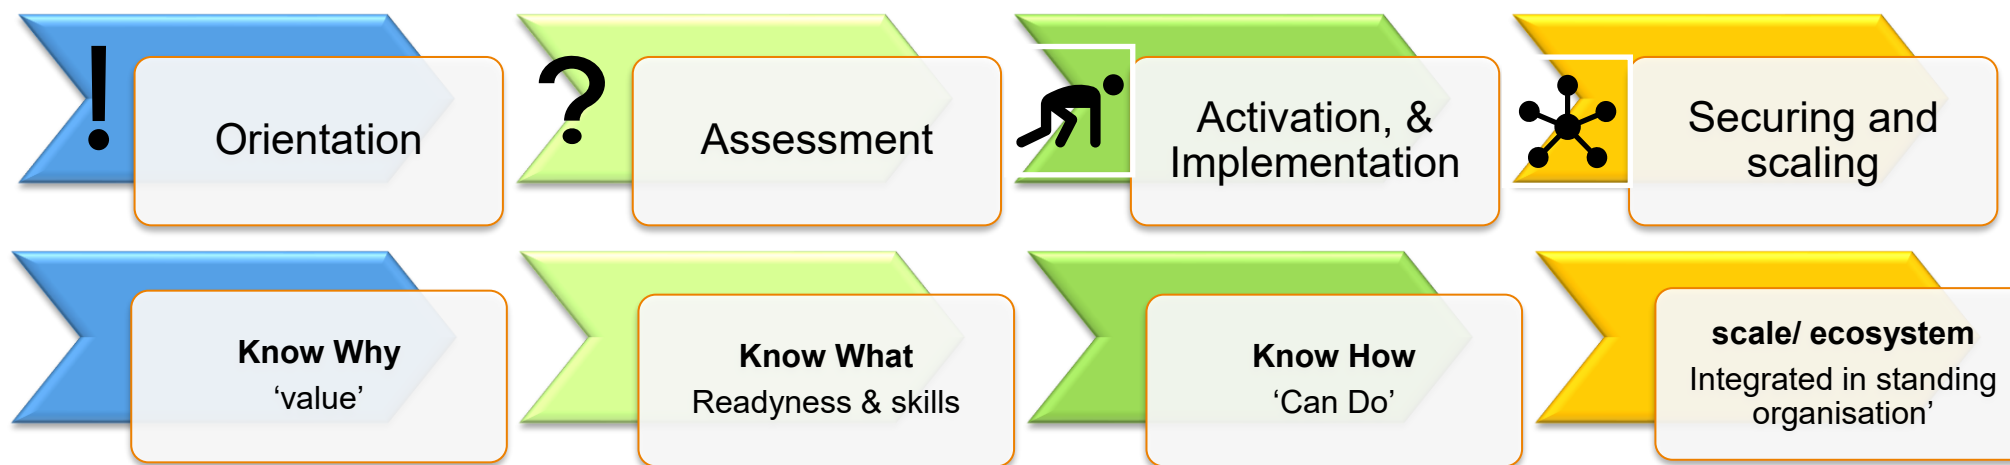 !
Orientation
?
Assessment
Activation, &
Implementation
Securing and
scaling
Know Why
‘value’
Know What
Readyness & skills
Know How
‘Can Do’
scale/ ecosystem
Integrated in standing
organisation’